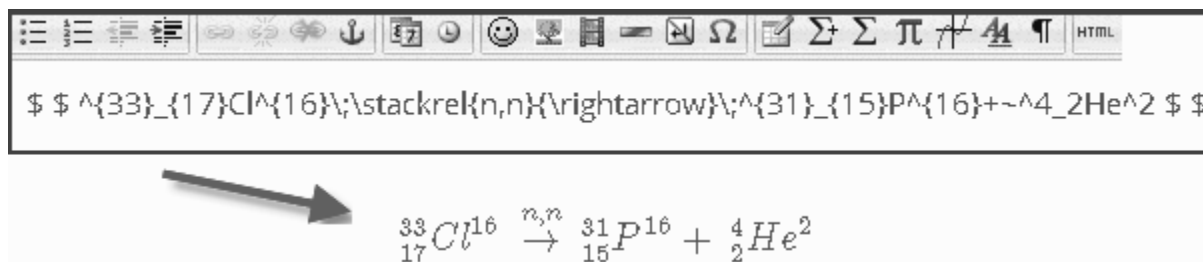 HTML
$ $ ^{33}_{17}Cl^{16}\;\stackrel{n,n}{\rightarrow}\;^{31}_{15}P^{16}+~^4_2He^2 $ $
³³₁₇Cl¹⁶ →ⁿ,ⁿ ³¹₁₅P¹⁶ + ⁴₂He²